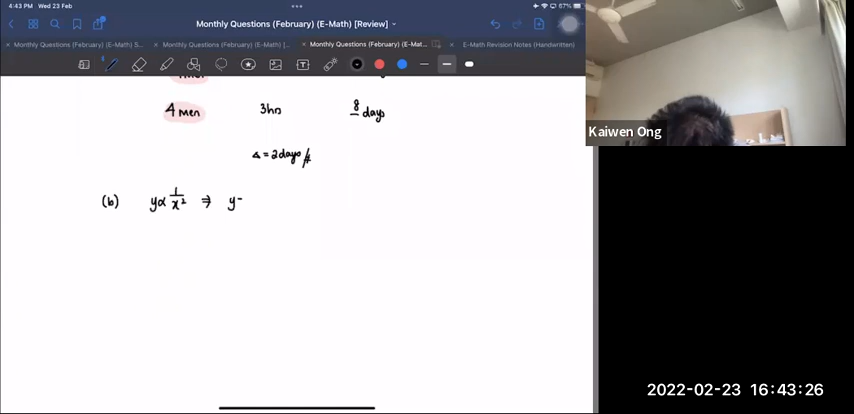 4:43 PM Wed 23 Feb
67%
Monthly Questions (February) (E-Math) [Review]
Monthly Questions (February) (E-Math) S...
Monthly Questions (February) (E-Math) [...
Monthly Questions (February) (E-Mat...
E-Math Revision Notes (Handwritten)
4 men 3hrs 8 days
Δ = 2 days //
(b) y ∝ 1/x² ⇒ y =
Kaiwen Ong
2022-02-23 16:43:26